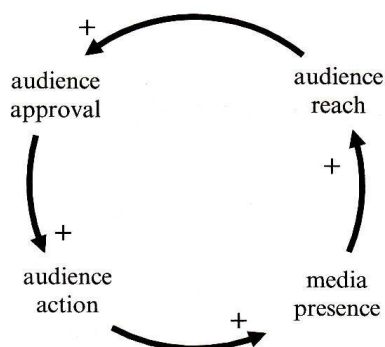 +
audience
approval
audience
reach
+
+
audience
action
media
presence
+